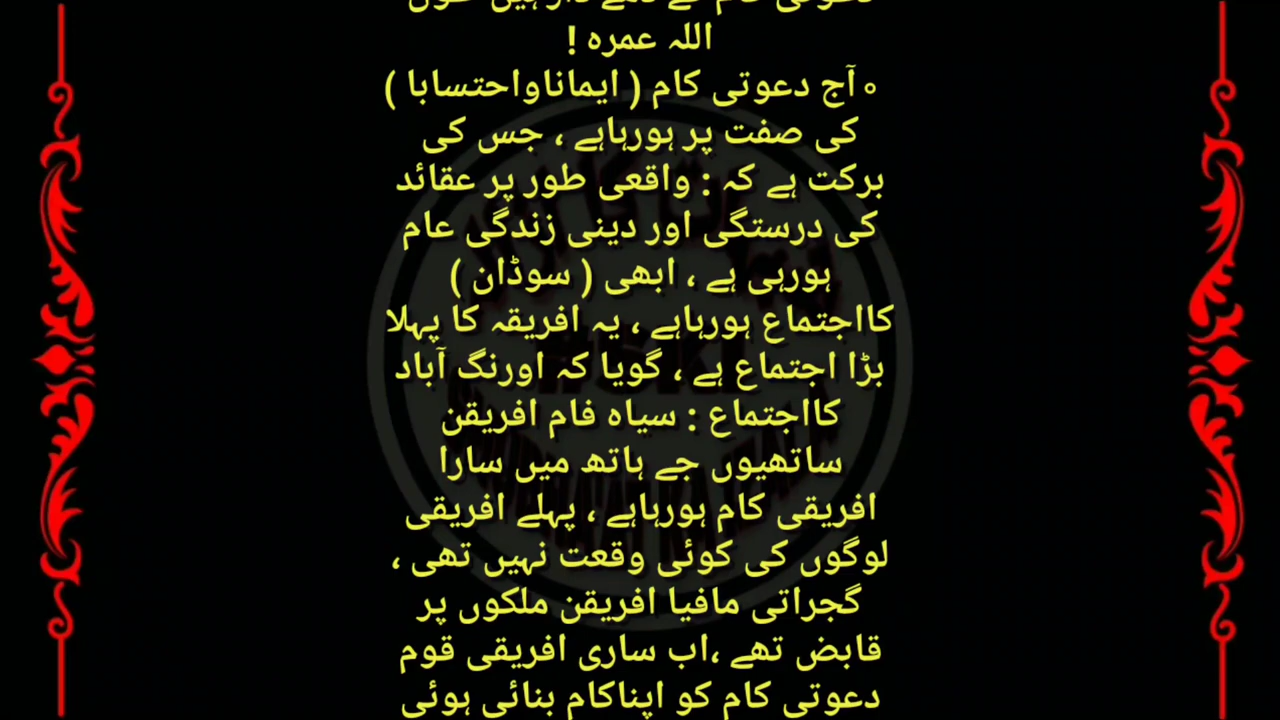 اللہ عمرہ !
◦ آج دعوتی کام ( ایماناواحتسابا )
کی صفت پر ہورہاہے ، جس کی
برکت ہے کہ : واقعی طور پر عقائد
کی درستگی اور دینی زندگی عام
ہورہی ہے ، ابھی ( سوڈان )
کااجتماع ہورہاہے ، یہ افریقہ کا پہلا
بڑا اجتماع ہے ، گویا کہ اورنگ آباد
کااجتماع : سیاہ فام افریقن
ساتھیوں جے ہاتھ میں سارا
افریقی کام ہورہاہے ، پہلے افریقی
لوگوں کی کوئی وقعت نہیں تھی ،
گجراتی مافیا افریقن ملکوں پر
قابض تھے ،اب ساری افریقی قوم
دعوتی کام کو اپناکام بنائی ہوئی